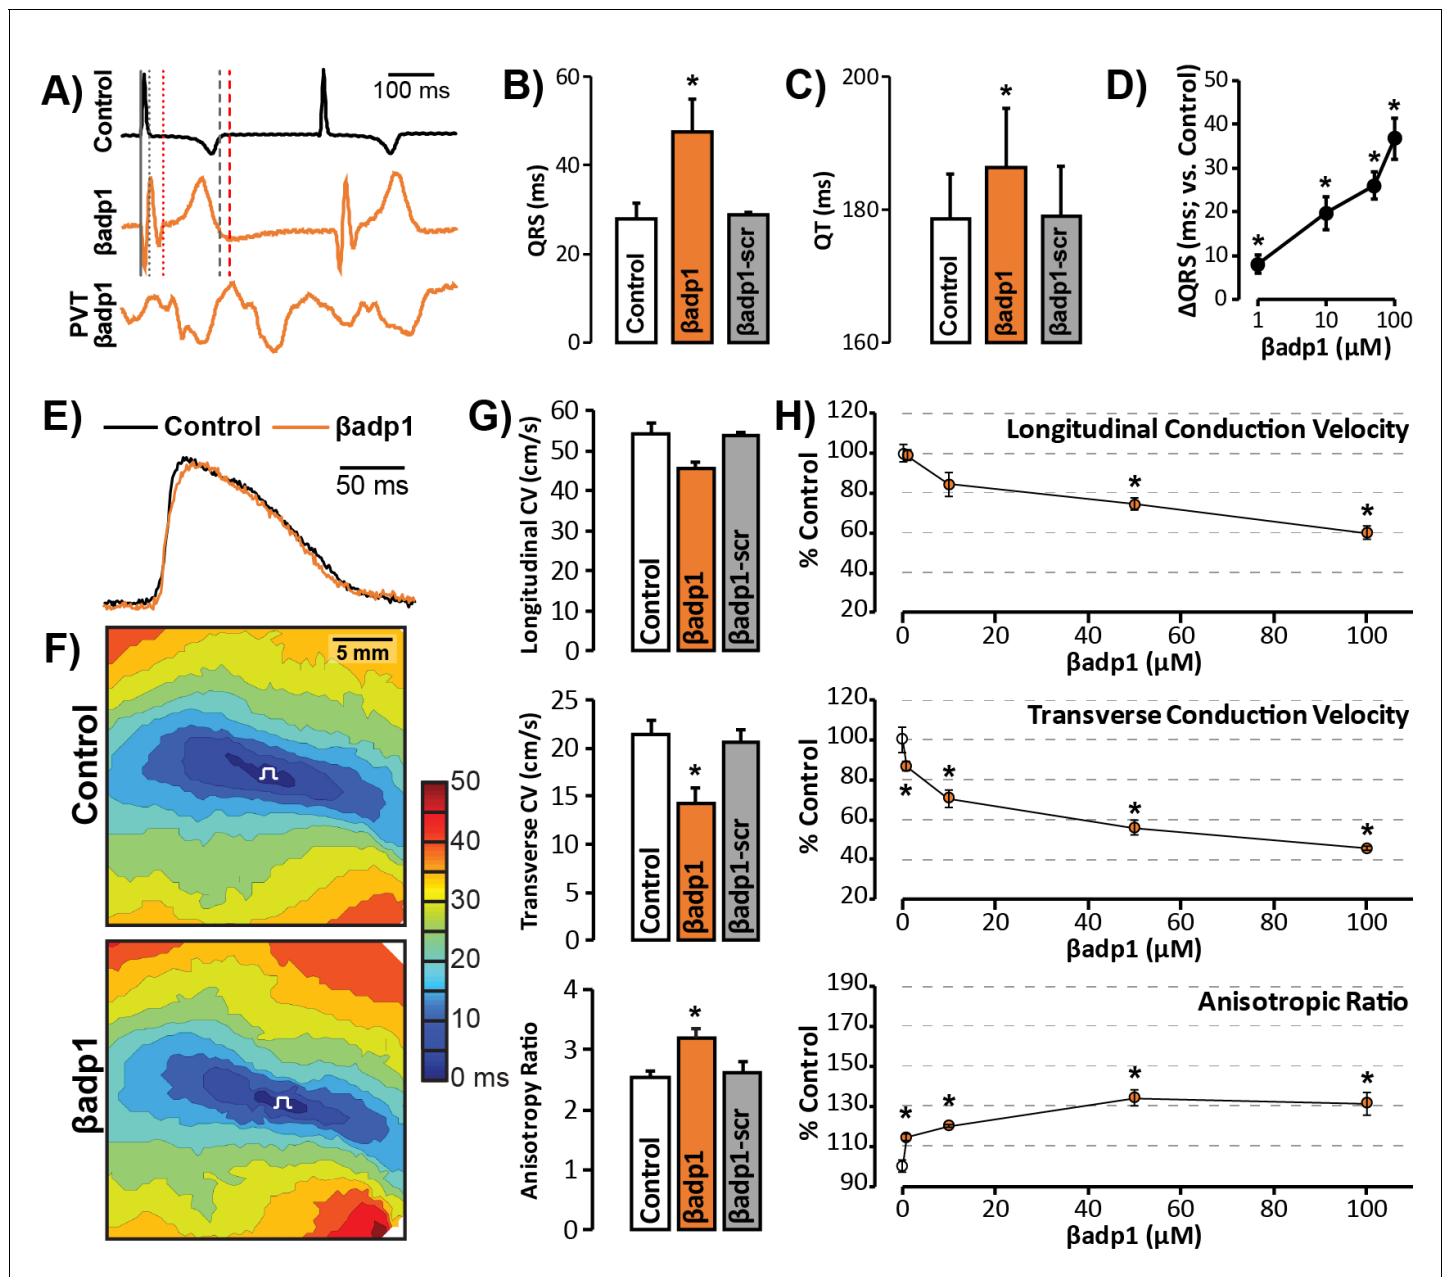 A)
Control
100 ms
βadp1
PVT
βadp1
B)
QRS (ms)
60
40
20
0
*
Control
βadp1
βadp1-scr
C)
QT (ms)
200
180
160
*
Control
βadp1
βadp1-scr
D)
ΔQRS (ms; vs. Control)
50
40
30
20
10
0
*
*
*
*
1
10
100
βadp1 (μM)
E)
Control
βadp1
50 ms
F)
5 mm
Control
βadp1
50
40
30
20
10
0 ms
G)
Longitudinal CV (cm/s)
60
50
40
30
20
10
0
Control
βadp1
βadp1-scr
Transverse CV (cm/s)
25
20
15
10
5
0
*
Control
βadp1
βadp1-scr
Anisotropy Ratio
4
3
2
1
0
*
Control
βadp1
βadp1-scr
H)
Longitudinal Conduction Velocity
% Control
120
100
80
60
40
20
*
*
0 20 40 60 80 100
βadp1 (μM)
Transverse Conduction Velocity
% Control
120
100
80
60
40
20
*
*
*
*
0 20 40 60 80 100
βadp1 (μM)
Anisotropic Ratio
% Control
190
170
150
130
110
90
*
*
*
*
0 20 40 60 80 100
βadp1 (μM)